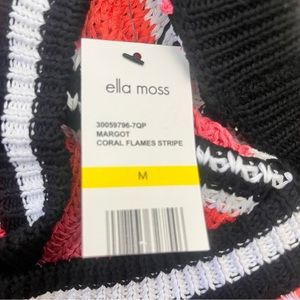 ella moss
30059796-7QP
MARGOT
CORAL FLAMES STRIPE
M